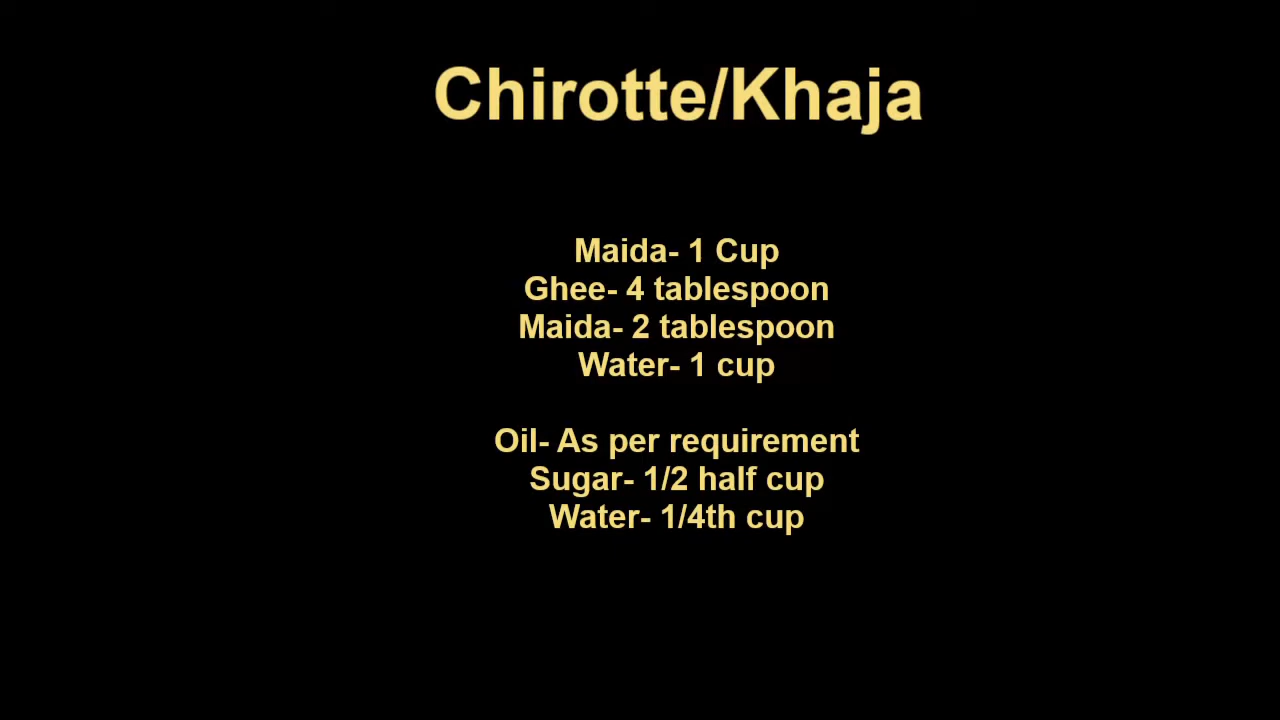 Chirotte/Khaja
Maida- 1 Cup
Ghee- 4 tablespoon
Maida- 2 tablespoon
Water- 1 cup
Oil- As per requirement
Sugar- 1/2 half cup
Water- 1/4th cup